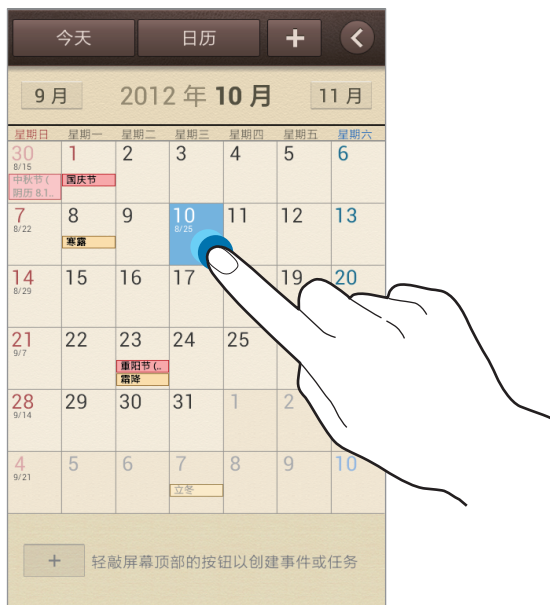 今天 日历 +
9 月 2012 年 10 月 11 月
星期日 星期一 星期二 星期三 星期四 星期五 星期六
30 1 2 3 4 5 6
8/15
中秋节 ( 国庆节
阴历 8.1..
7 8 9 10 11 12 13
8/22 8/25
寒露
14 15 16 17 19 20
8/29
21 22 23 24 25
9/7
重阳节 (..
霜降
28 29 30 31 1 2
9/14
4 5 6 7 8 9 10
9/21
立冬
+ 轻敲屏幕顶部的按钮以创建事件或任务